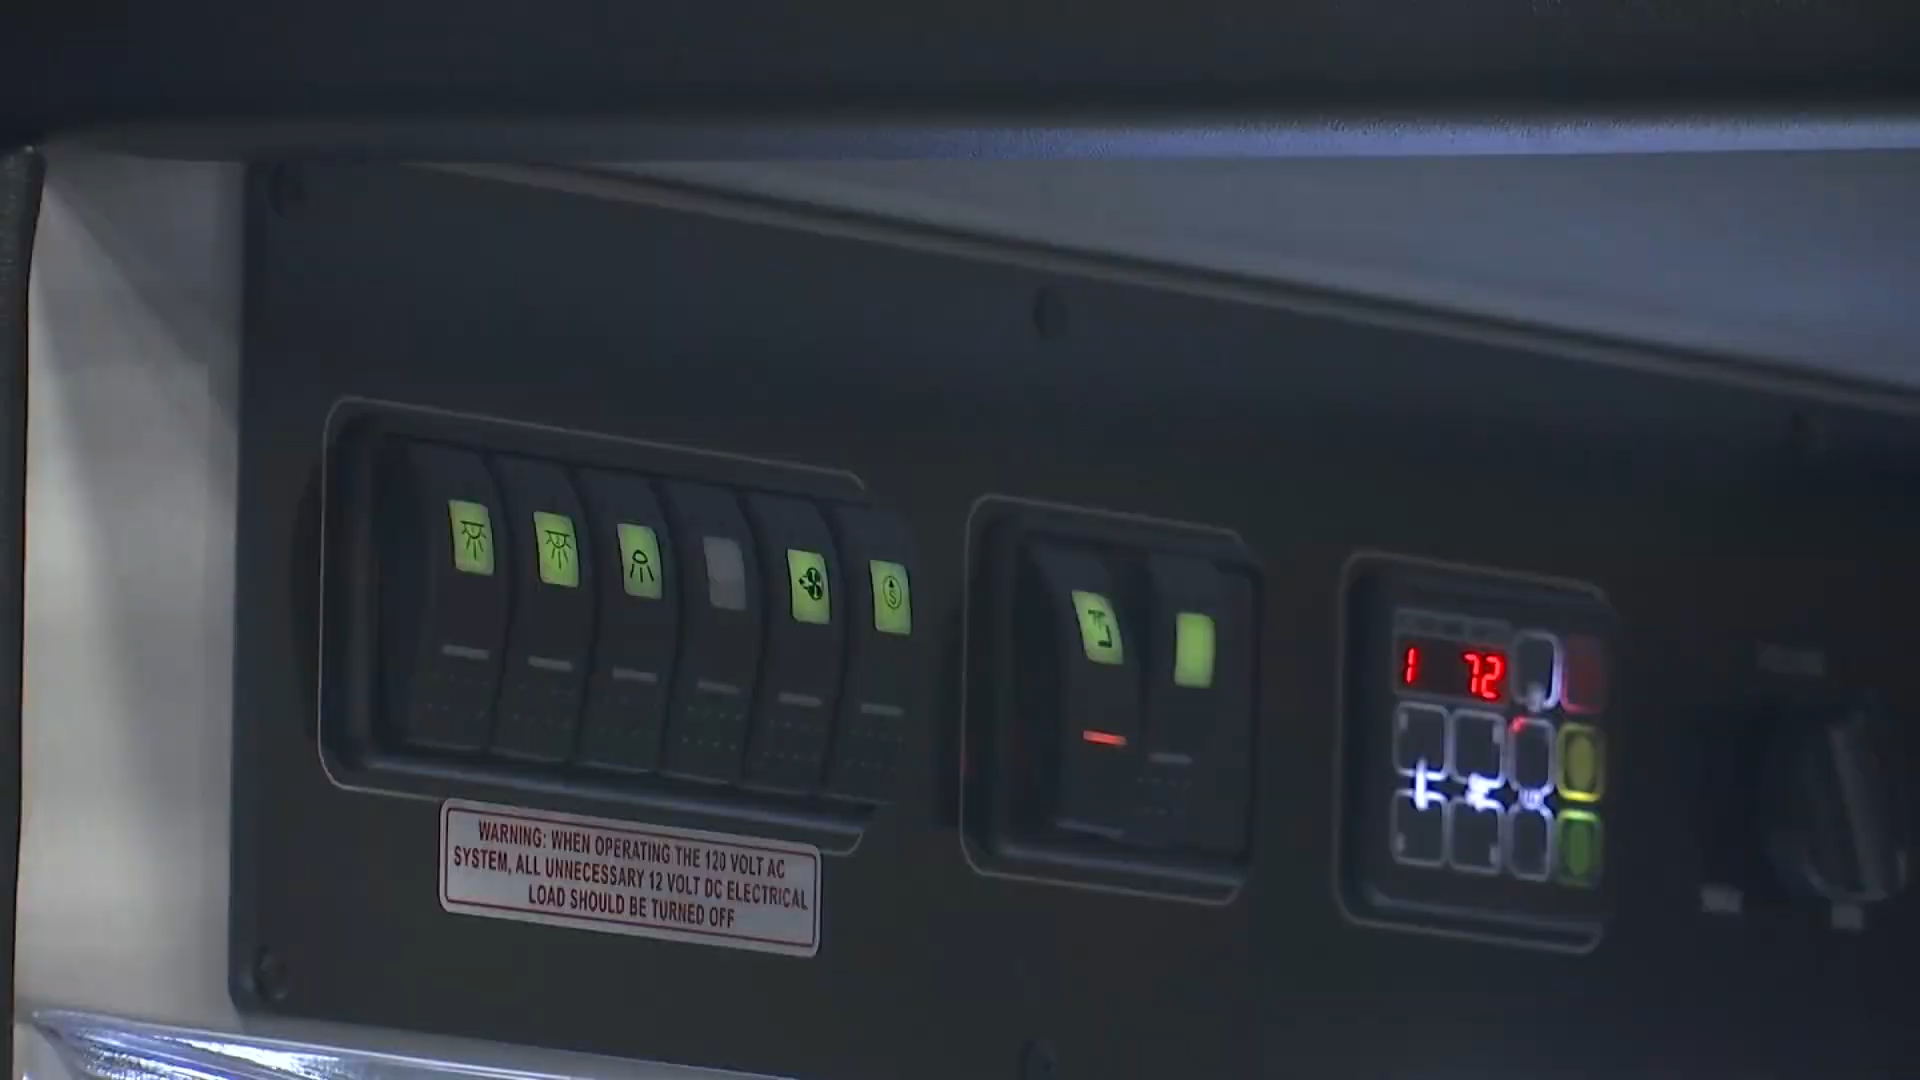 1 72
WARNING: WHEN OPERATING THE 120 VOLT AC
SYSTEM, ALL UNNECESSARY 12 VOLT DC ELECTRICAL
LOAD SHOULD BE TURNED OFF